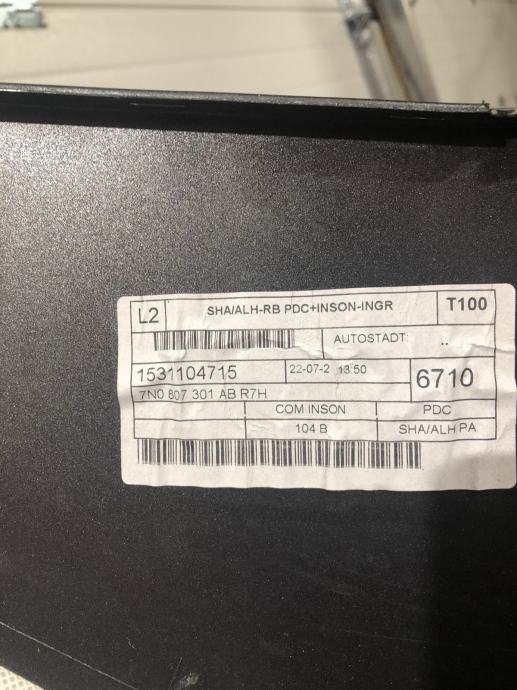 L2 SHA/ALH-RB PDC+INSON-INGR T100
AUTOSTADT: ..
1531104715 22-07-2 13:50 6710
7N0 807 301 AB R7H
COM INSON PDC
104 B SHA/ALH PA